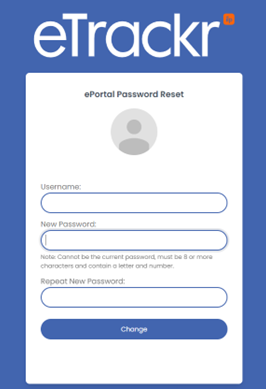 eTrackr
ePortal Password Reset
Username:
New Password:
Note: Cannot be the current password, must be 8 or more
characters and contain a letter and number.
Repeat New Password:
Change